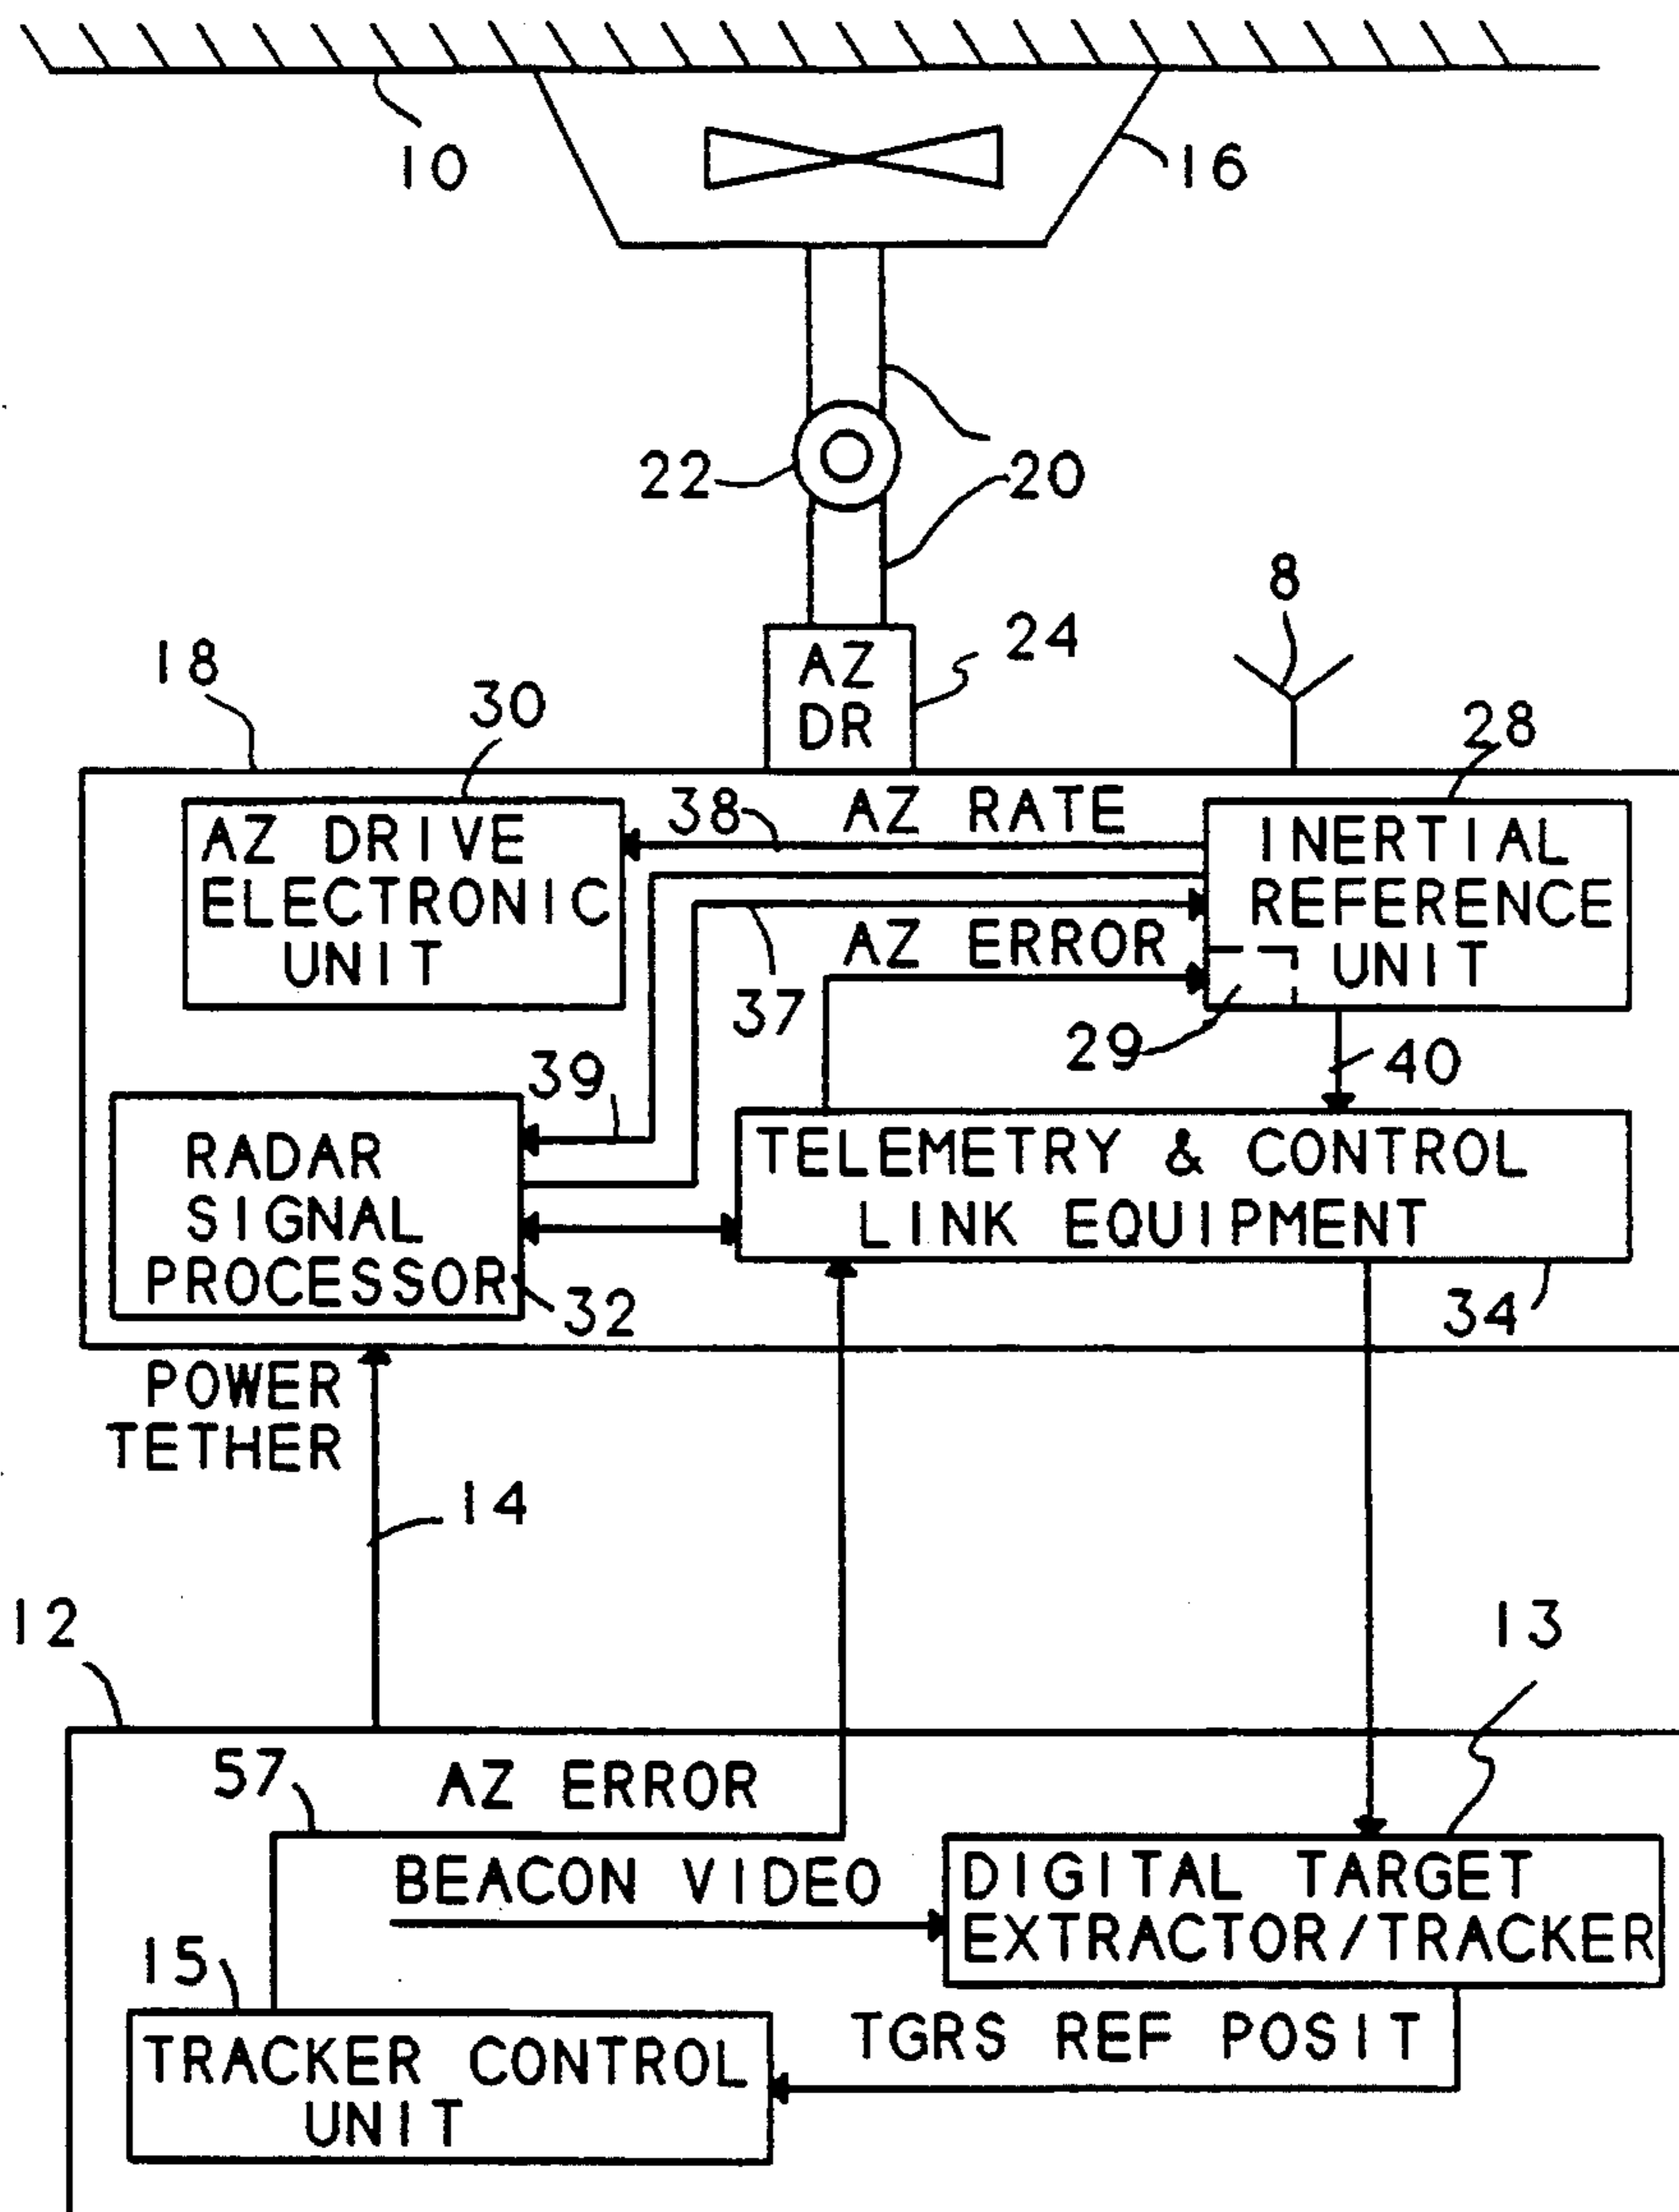 10
16
22
20
8
24
AZ
DR
18
30
28
38
AZ RATE
AZ DRIVE
ELECTRONIC
UNIT
INERTIAL
REFERENCE
UNIT
AZ ERROR
37
29
40
39
RADAR
SIGNAL
PROCESSOR
32
TELEMETRY & CONTROL
LINK EQUIPMENT
34
POWER
TETHER
14
12
13
57
AZ ERROR
BEACON VIDEO
DIGITAL TARGET
EXTRACTOR/TRACKER
15
TGRS REF POSIT
TRACKER CONTROL
UNIT